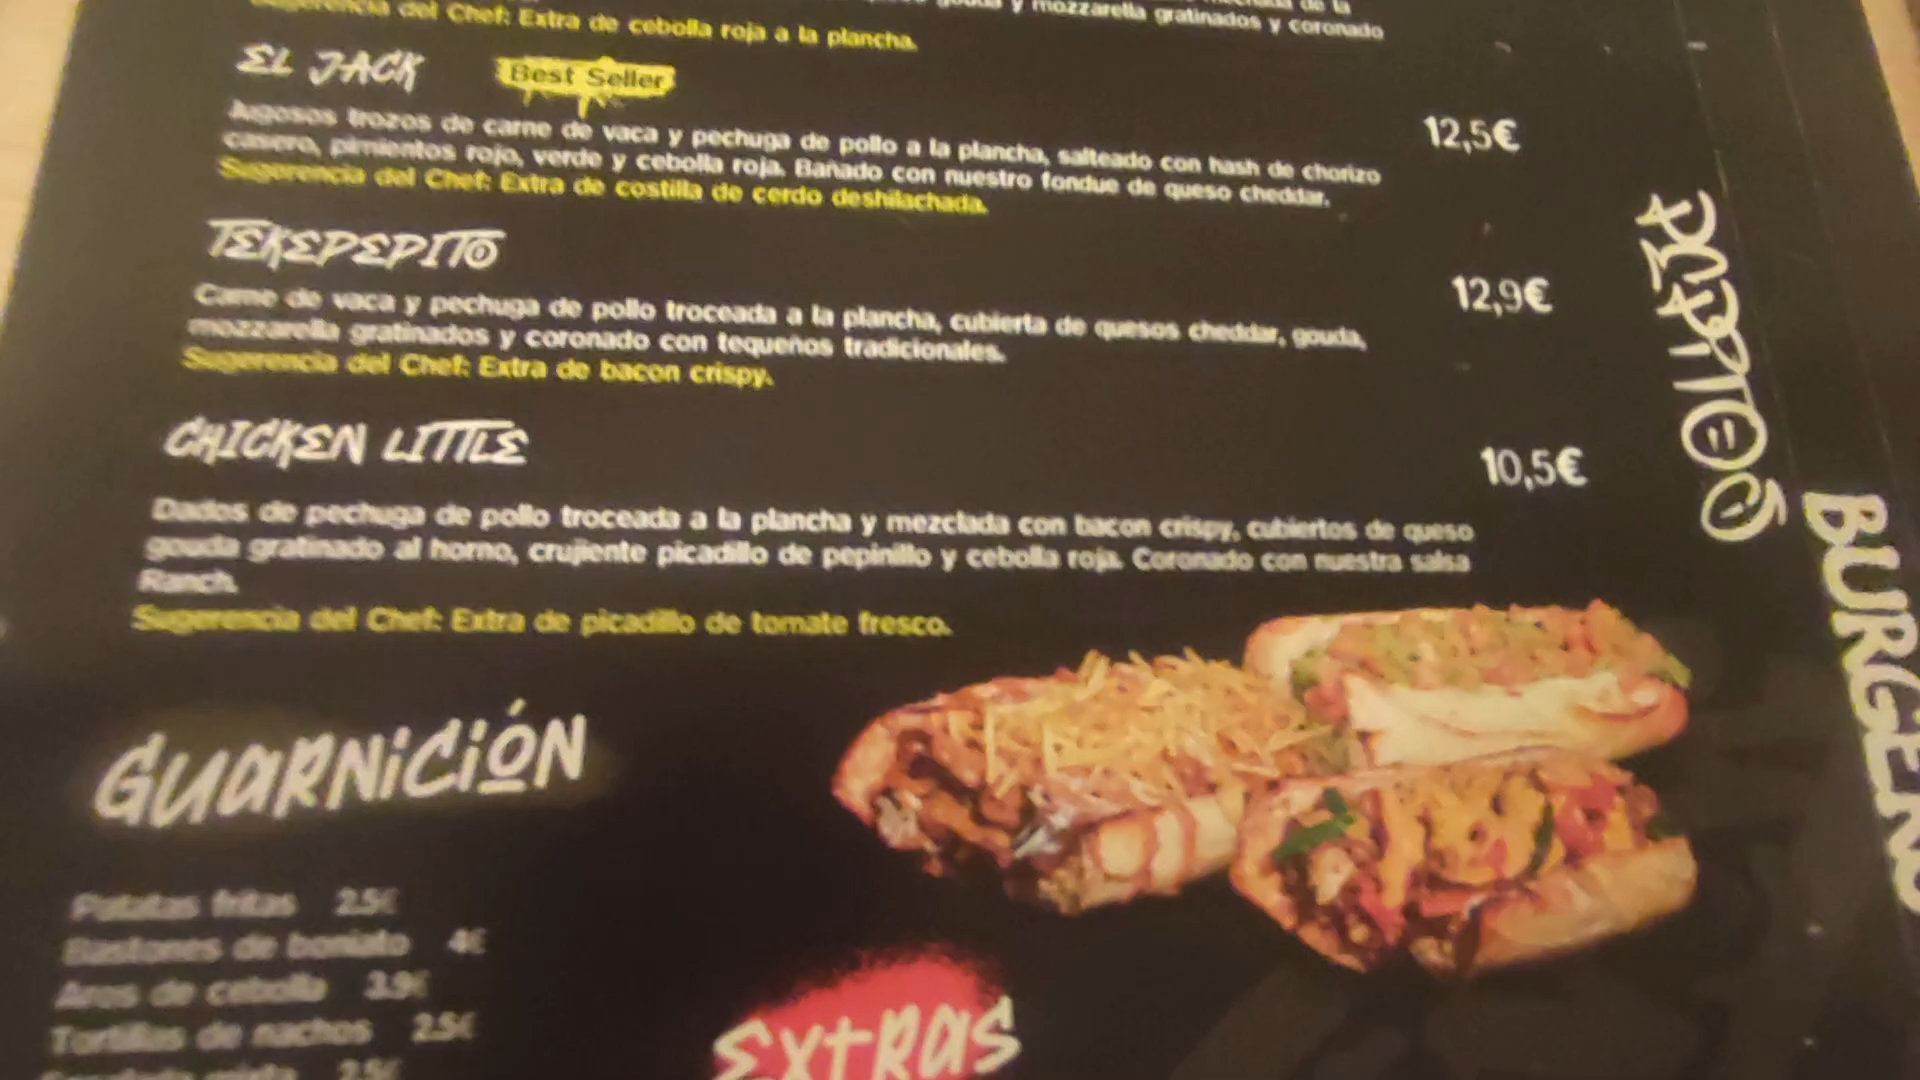 gouda y mozzarella gratinados y coronado
Sugerencia del Chef: Extra de cebolla roja a la plancha.
EL JACK
Best Seller
Jugosos trozos de carne de vaca y pechuga de pollo a la plancha, salteado con hash de chorizo
casero, pimientos rojo, verde y cebolla roja. Bañado con nuestro fondue de queso cheddar.
Sugerencia del Chef: Extra de costilla de cerdo deshilachada.
12,5€
TEKEPEPITO
Carne de vaca y pechuga de pollo troceada a la plancha, cubierta de quesos cheddar, gouda,
mozzarella gratinados y coronado con tequeños tradicionales.
Sugerencia del Chef: Extra de bacon crispy.
12,9€
CHICKEN LITTLE
Dados de pechuga de pollo troceada a la plancha y mezclada con bacon crispy, cubiertos de queso
gouda gratinado al horno, crujiente picadillo de pepinillo y cebolla roja. Coronado con nuestra salsa
Ranch.
Sugerencia del Chef: Extra de picadillo de tomate fresco.
10,5€
GUARNICIÓN
Patatas fritas 2.5€
Bastones de boniato 4€
Aros de cebolla 3.9€
Tortillas de nachos 2.5€
2.5€
EXTRAS
PEPITOS